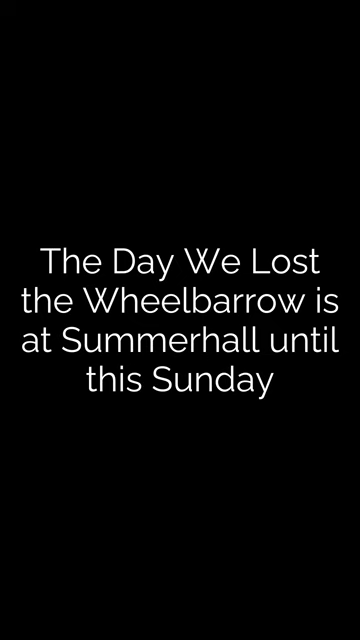 The Day We Lost
the Wheelbarrow is
at Summerhall until
this Sunday